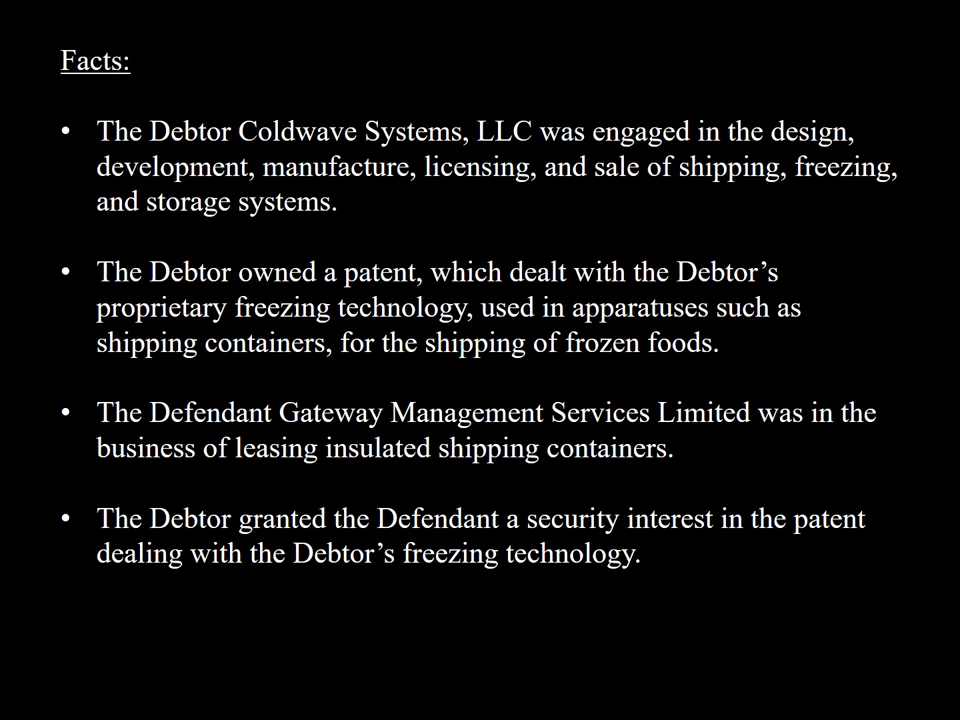 Facts:
• The Debtor Coldwave Systems, LLC was engaged in the design,
development, manufacture, licensing, and sale of shipping, freezing,
and storage systems.
• The Debtor owned a patent, which dealt with the Debtor’s
proprietary freezing technology, used in apparatuses such as
shipping containers, for the shipping of frozen foods.
• The Defendant Gateway Management Services Limited was in the
business of leasing insulated shipping containers.
• The Debtor granted the Defendant a security interest in the patent
dealing with the Debtor’s freezing technology.